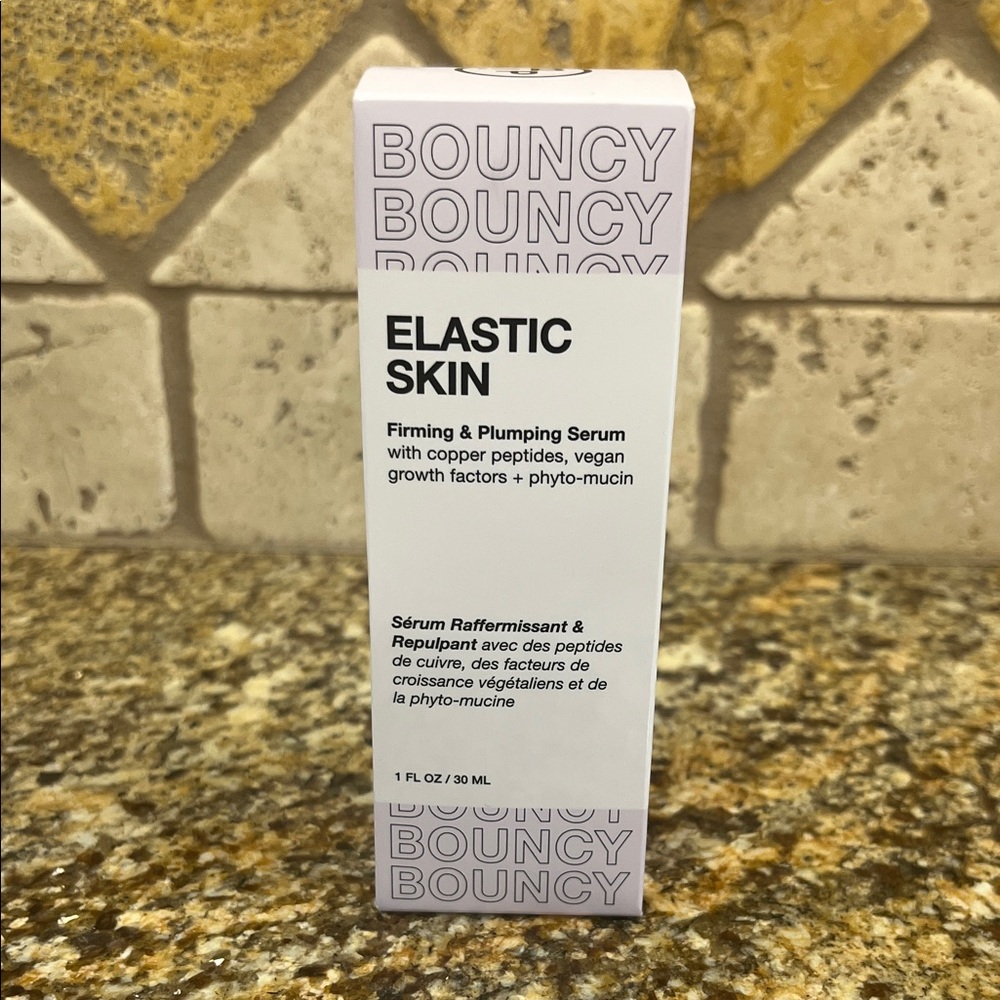 BOUNCY
BOUNCY
BOUNCY
ELASTIC
SKIN
Firming & Plumping Serum
with copper peptides, vegan
growth factors + phyto-mucin
Sérum Raffermissant &
Repulpant avec des peptides
de cuivre, des facteurs de
croissance végétaliens et de
la phyto-mucine
1 FL OZ / 30 ML
BOUNCY
BOUNCY
BOUNCY